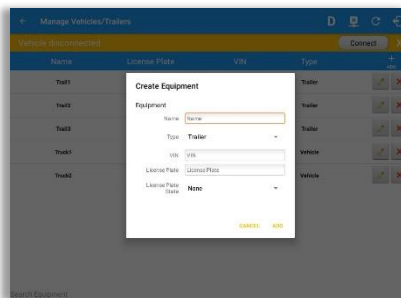 ← Manage Vehicles/Trailers D
Vehicle disconnected Connect
Name License Plate VIN Type +
Trail1 Trailer
Trail2 Trailer
Trail3 Trailer
Truck1 Vehicle
Truck2 Vehicle
Create Equipment
Equipment
Name Name
Type Trailer
VIN VIN
License Plate License Plate
License Plate
State None
CANCEL ADD
Search Equipment